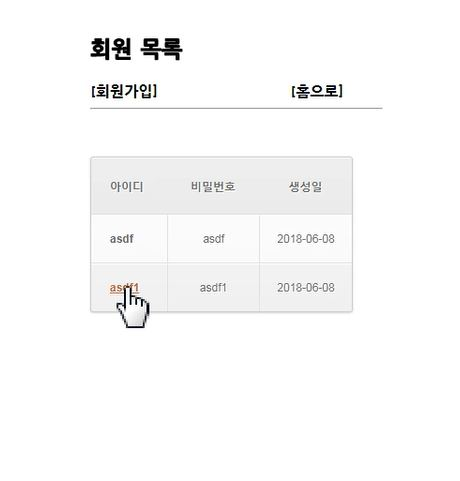 회원 목록
[회원가입] [홈으로]
아이디 비밀번호 생성일
asdf asdf 2018-06-08
asdf1 asdf1 2018-06-08